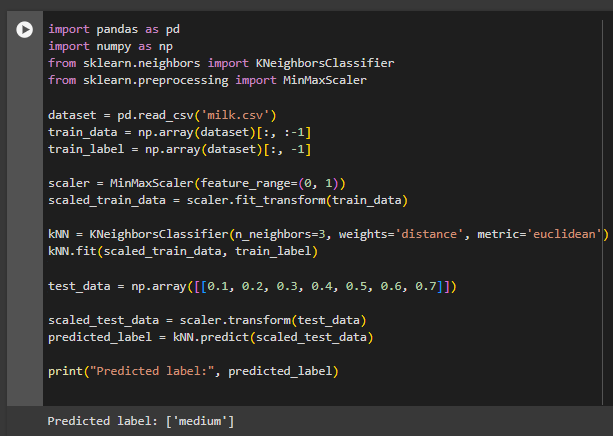 import pandas as pd
import numpy as np
from sklearn.neighbors import KNeighborsClassifier
from sklearn.preprocessing import MinMaxScaler
dataset = pd.read_csv('milk.csv')
train_data = np.array(dataset)[:, :-1]
train_label = np.array(dataset)[:, -1]
scaler = MinMaxScaler(feature_range=(0, 1))
scaled_train_data = scaler.fit_transform(train_data)
kNN = KNeighborsClassifier(n_neighbors=3, weights='distance', metric='euclidean')
kNN.fit(scaled_train_data, train_label)
test_data = np.array([[0.1, 0.2, 0.3, 0.4, 0.5, 0.6, 0.7]])
scaled_test_data = scaler.transform(test_data)
predicted_label = kNN.predict(scaled_test_data)
print("Predicted label:", predicted_label)
Predicted label: ['medium']